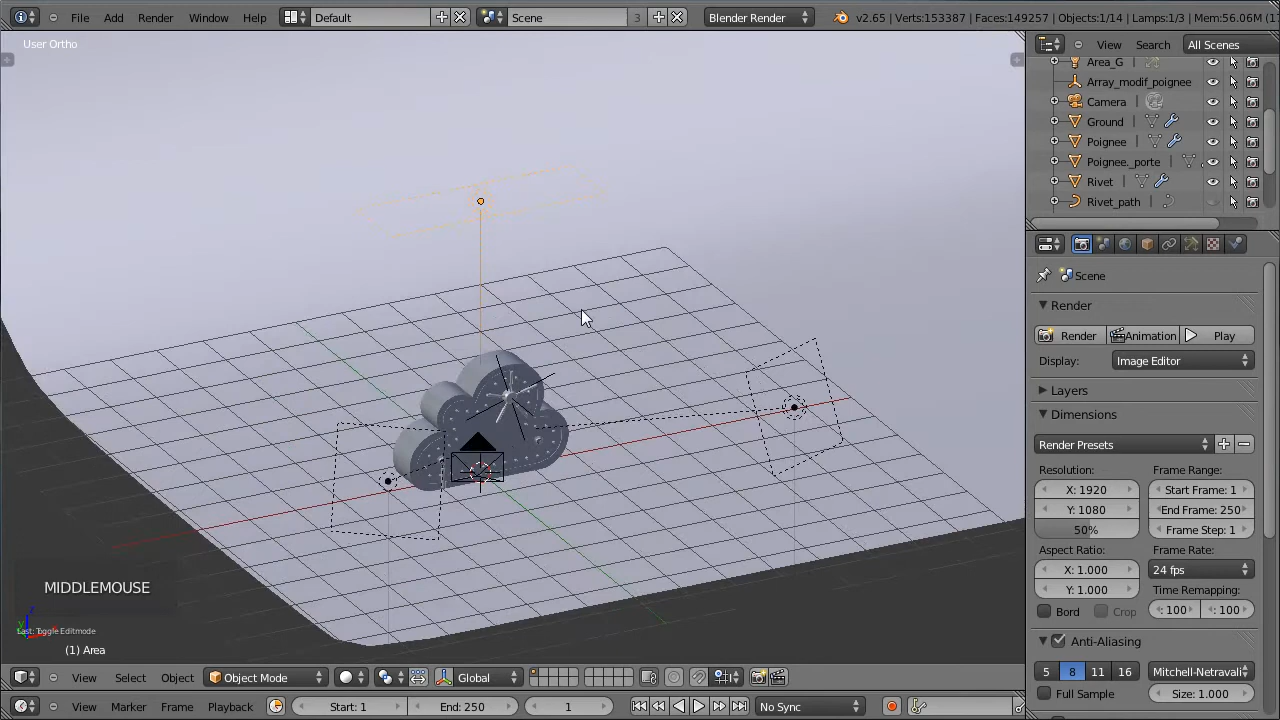 File Add Render Window Help Default Scene 3 Blender Render v2.65 | Verts:153387 | Faces:149257 | Objects:1/14 | Lamps:1/3 | Mem:56.06M
User Ortho
View Search All Scenes
Area_G
Array_modif_poignee
Camera
Ground
Poignee
Poignee._porte
Rivet
Rivet_path
Scene
Render
Render Animation Play
Display: Image Editor
Layers
Dimensions
Render Presets
Resolution: Frame Range:
X: 1920 Start Frame: 1
Y: 1080 End Frame: 250
50% Frame Step: 1
Aspect Ratio: Frame Rate:
X: 1.000 24 fps
Y: 1.000 Time Remapping:
Bord Crop : 100 : 100
Anti-Aliasing
5 8 11 16 Mitchell-Netravali
Full Sample Size: 1.000
MIDDLEMOUSE
Last: Toggle Editmode
(1) Area
View Select Object Object Mode Global
View Marker Frame Playback Start: 1 End: 250 1 No Sync